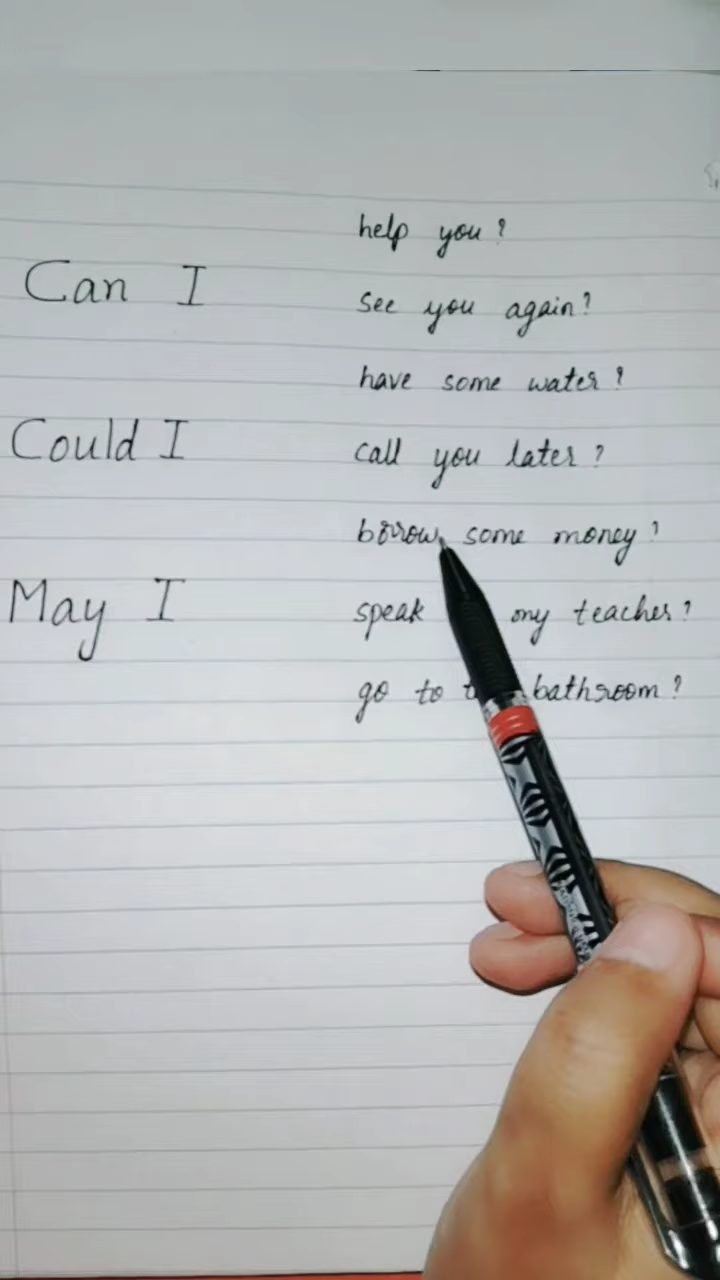 help you?
Can I
see you again?
have some water?
Could I
call you later?
borrow some money?
May I
speak my teacher?
go to bathroom?